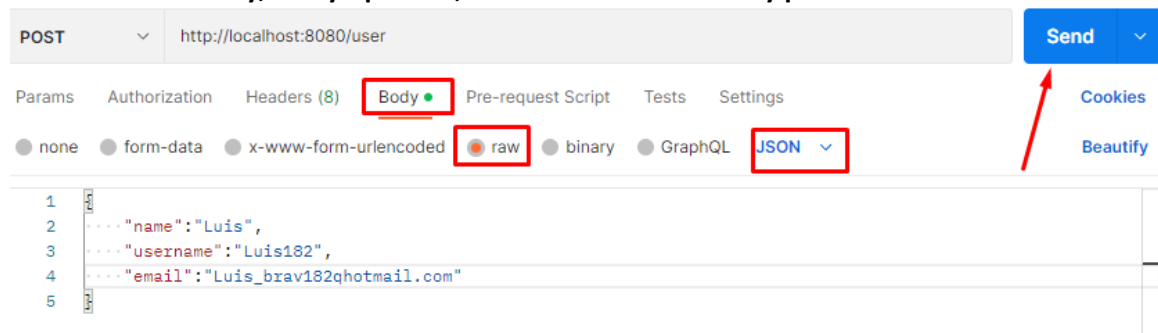 POST http://localhost:8080/user Send
Params Authorization Headers (8) Body Pre-request Script Tests Settings Cookies
none form-data x-www-form-urlencoded raw binary GraphQL JSON Beautify
1 {
2 "name":"Luis",
3 "username":"Luis182",
4 "email":"Luis_brav182qhotmail.com"
5 }